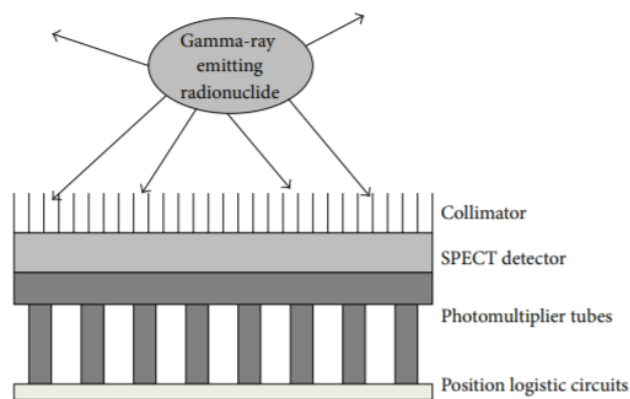 Gamma-ray
emitting
radionuclide
Collimator
SPECT detector
Photomultiplier tubes
Position logistic circuits